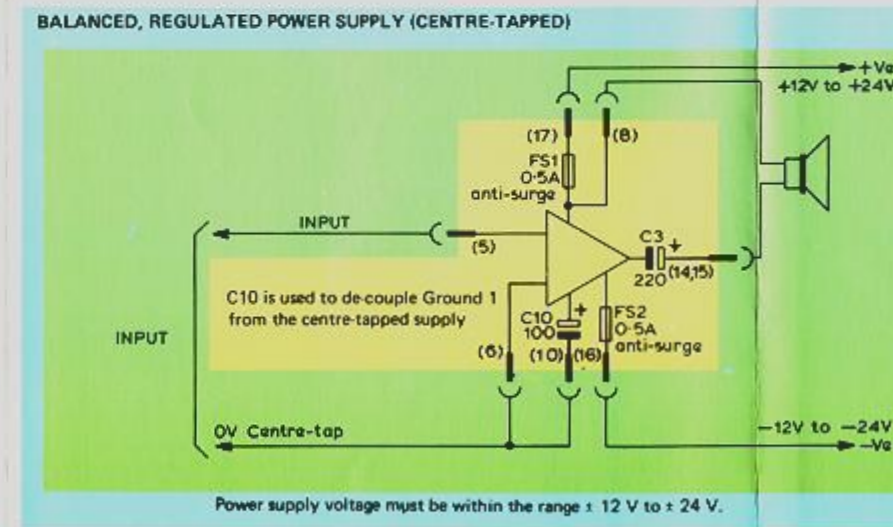 BALANCED, REGULATED POWER SUPPLY (CENTRE-TAPPED)
+Ve
+12V to +24V
(17)
(8)
FS1
0·5A
anti-surge
INPUT
(5)
C3
+
220
(14,15)
C10 is used to de-couple Ground 1
from the centre-tapped supply
INPUT
+
C10
100
FS2
0·5A
anti-surge
(6)
(10)
(16)
0V Centre-tap
−12V to −24V
−Ve
Power supply voltage must be within the range ± 12 V to ± 24 V.